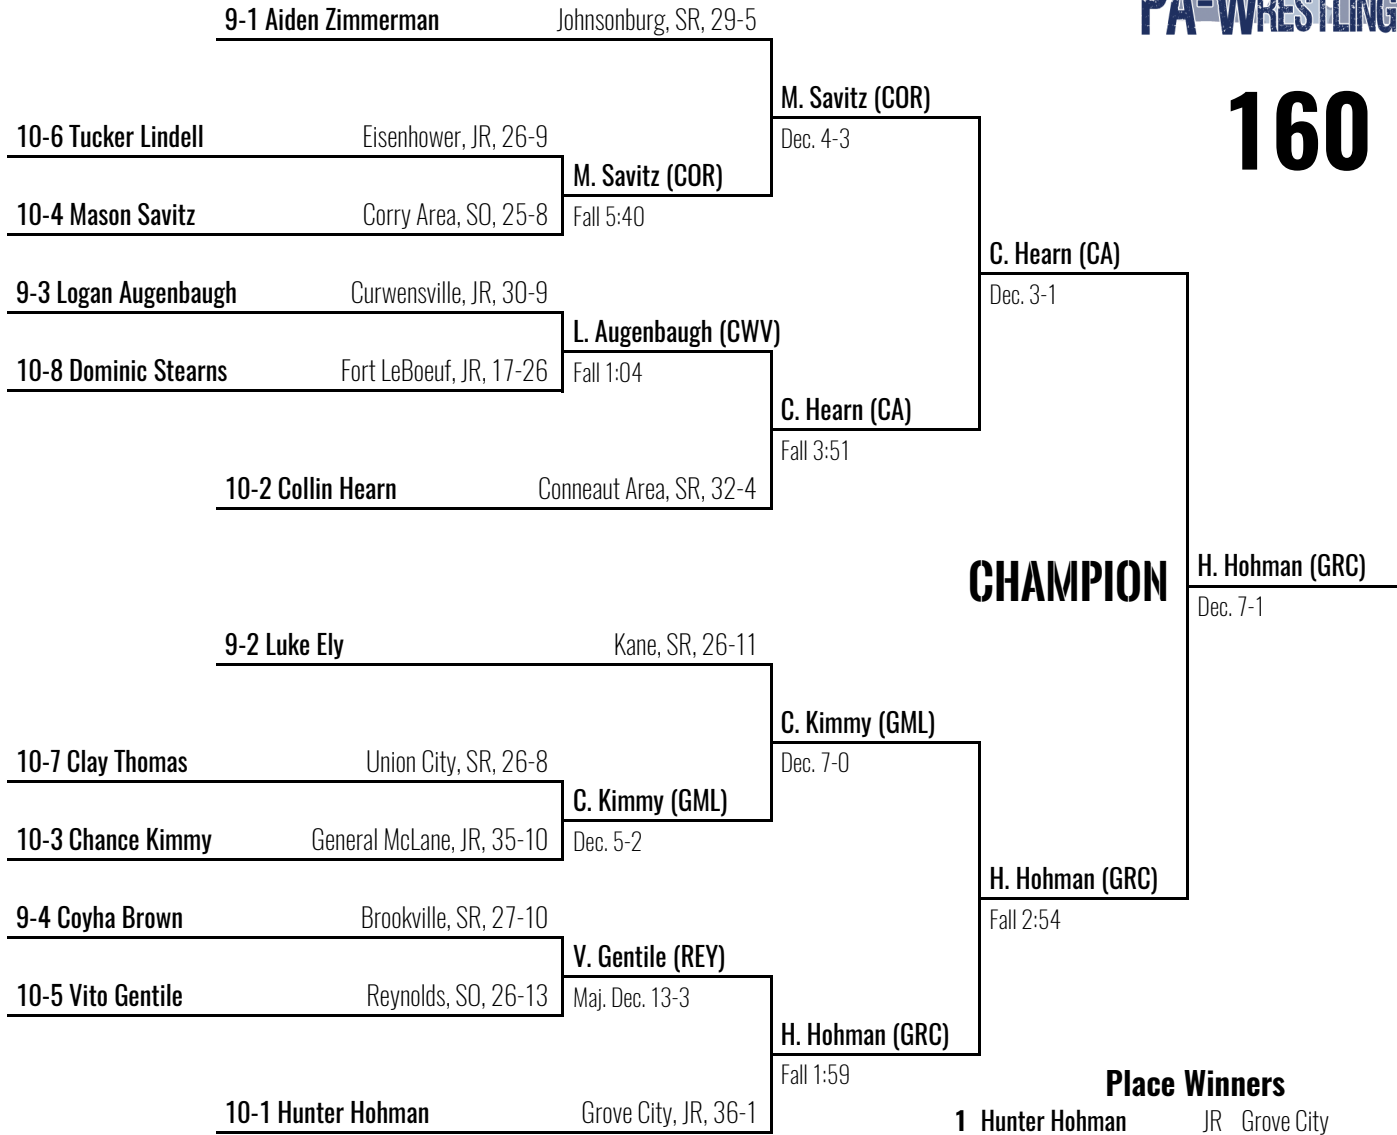 PA-WRESTLING
160
9-1 Aiden Zimmerman Johnsonburg, SR, 29-5
M. Savitz (COR)
Dec. 4-3
10-6 Tucker Lindell Eisenhower, JR, 26-9
M. Savitz (COR)
Fall 5:40
10-4 Mason Savitz Corry Area, SO, 25-8
C. Hearn (CA)
Dec. 3-1
9-3 Logan Augenbaugh Curwensville, JR, 30-9
L. Augenbaugh (CWV)
Fall 1:04
10-8 Dominic Stearns Fort LeBoeuf, JR, 17-26
C. Hearn (CA)
Fall 3:51
10-2 Collin Hearn Conneaut Area, SR, 32-4
CHAMPION
H. Hohman (GRC)
Dec. 7-1
9-2 Luke Ely Kane, SR, 26-11
C. Kimmy (GML)
Dec. 7-0
10-7 Clay Thomas Union City, SR, 26-8
C. Kimmy (GML)
Dec. 5-2
10-3 Chance Kimmy General McLane, JR, 35-10
H. Hohman (GRC)
Fall 2:54
9-4 Coyha Brown Brookville, SR, 27-10
V. Gentile (REY)
Maj. Dec. 13-3
10-5 Vito Gentile Reynolds, SO, 26-13
H. Hohman (GRC)
Fall 1:59
10-1 Hunter Hohman Grove City, JR, 36-1
Place Winners
1 Hunter Hohman JR Grove City